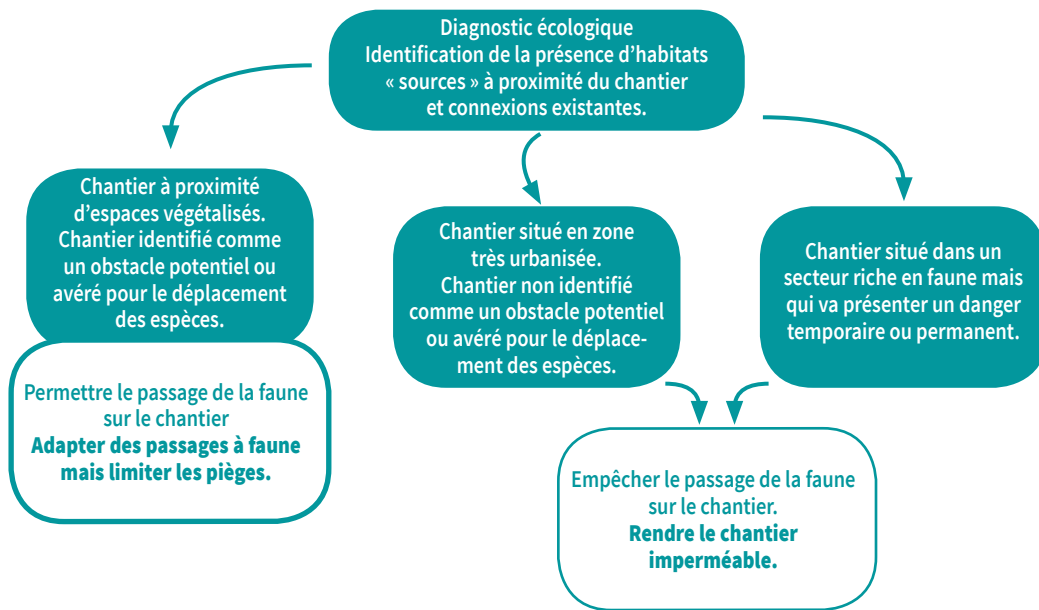 Diagnostic écologique
Identification de la présence d’habitats
« sources » à proximité du chantier
et connexions existantes.
Chantier à proximité
d’espaces végétalisés.
Chantier identifié comme
un obstacle potentiel ou
avéré pour le déplacement
des espèces.
Permettre le passage de la faune
sur le chantier
Adapter des passages à faune
mais limiter les pièges.
Chantier situé en zone
très urbanisée.
Chantier non identifié
comme un obstacle potentiel
ou avéré pour le déplace-
ment des espèces.
Chantier situé dans un
secteur riche en faune mais
qui va présenter un danger
temporaire ou permanent.
Empêcher le passage de la faune
sur le chantier.
Rendre le chantier
imperméable.